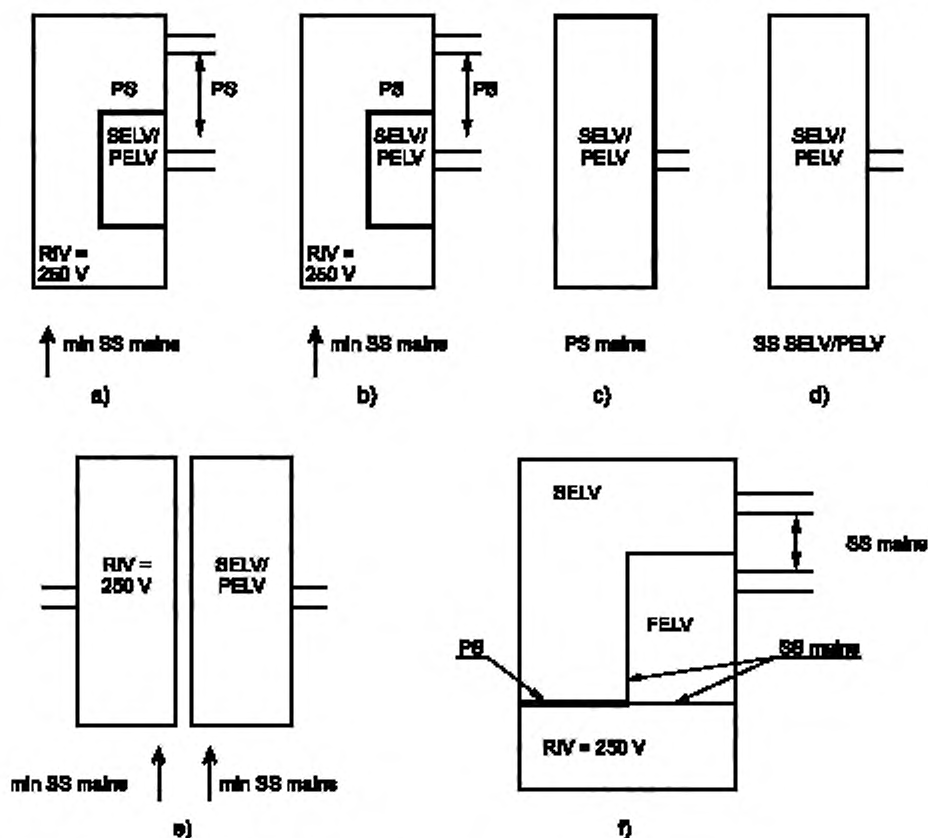 PS
PS
SELV/
PELV
RIV =
250 V
min SS mains
a)
PS
PS
SELV/
PELV
RIV =
250 V
min SS mains
b)
SELV/
PELV
PS mains
c)
SELV/
PELV
SS SELV/PELV
d)
RIV =
250 V
SELV/
PELV
min SS mains
min SS mains
e)
SELV
SS mains
FELV
PS
SS mains
RIV = 250 V
f)